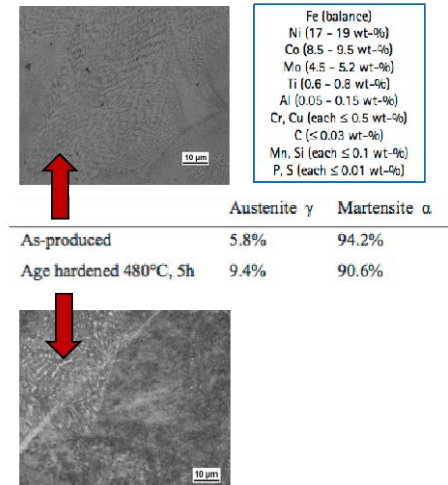 Fe (balance)
Ni (17 - 19 wt-%)
Co (8.5 - 9.5 wt-%)
Mo (4.5 - 5.2 wt-%)
Ti (0.6 - 0.8 wt-%)
Al (0.05 - 0.15 wt-%)
Cr, Cu (each ≤ 0.5 wt-%)
C (≤ 0.03 wt-%)
Mn, Si (each ≤ 0.1 wt-%)
P, S (each ≤ 0.01 wt-%)
10 µm
Austenite γ Martensite α
As-produced 5.8% 94.2%
Age hardened 480°C, 5h 9.4% 90.6%
10 µm